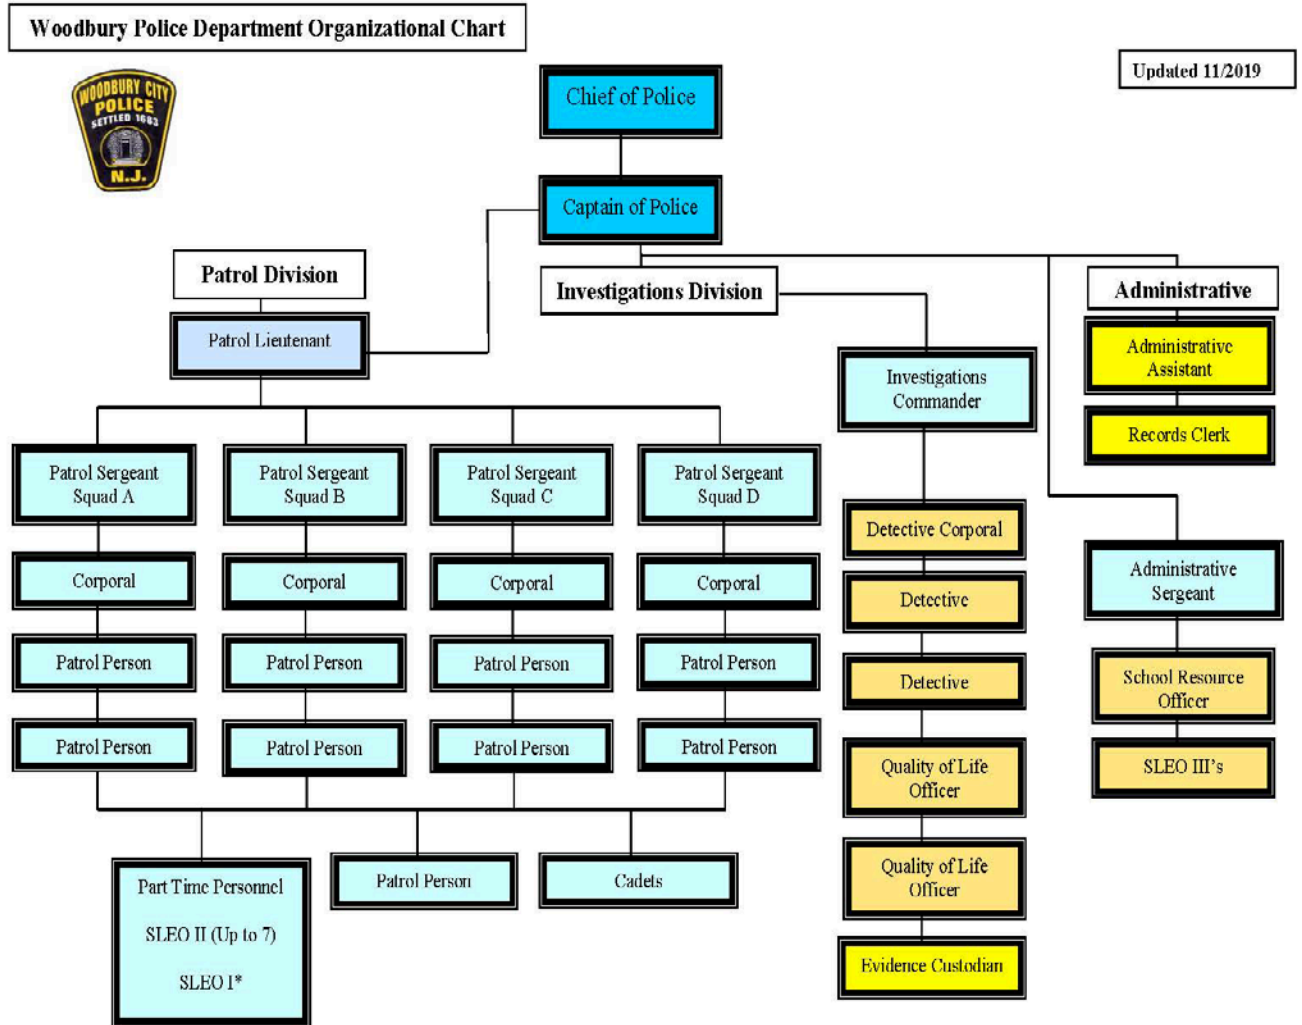 Woodbury Police Department Organizational Chart
Updated 11/2019
WOODBURY CITY
POLICE
SETTLED 1683
N.J.
Chief of Police
Captain of Police
Patrol Division
Investigations Division
Administrative
Patrol Lieutenant
Investigations
Commander
Administrative
Assistant
Records Clerk
Patrol Sergeant
Squad A
Patrol Sergeant
Squad B
Patrol Sergeant
Squad C
Patrol Sergeant
Squad D
Corporal
Corporal
Corporal
Corporal
Patrol Person
Patrol Person
Patrol Person
Patrol Person
Patrol Person
Patrol Person
Patrol Person
Patrol Person
Part Time Personnel
SLEO II (Up to 7)
SLEO I*
Patrol Person
Cadets
Detective Corporal
Detective
Detective
Quality of Life
Officer
Quality of Life
Officer
Evidence Custodian
Administrative
Sergeant
School Resource
Officer
SLEO III's